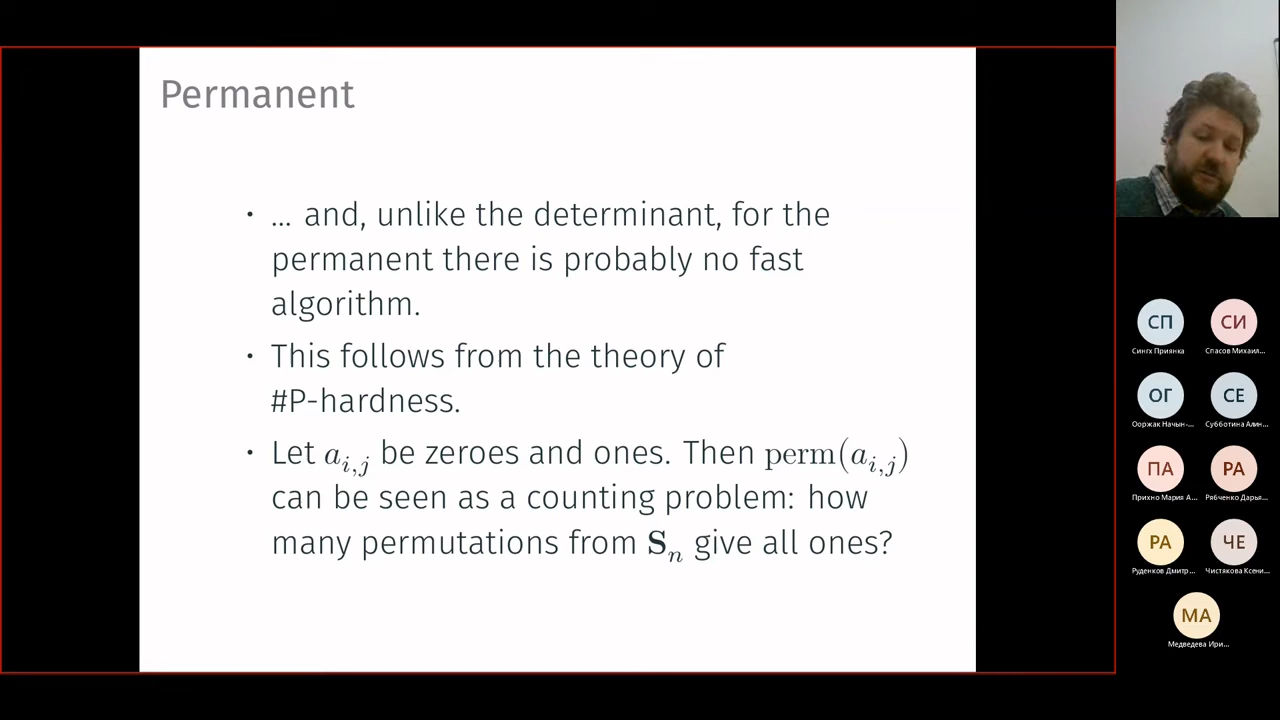 Permanent
• ... and, unlike the determinant, for the
permanent there is probably no fast
algorithm.
• This follows from the theory of
#P-hardness.
• Let a_{i,j} be zeroes and ones. Then perm(a_{i,j})
can be seen as a counting problem: how
many permutations from S_n give all ones?
СП СИ
Сингх Приянка Спасов Михаил...
ОГ СЕ
Ооржак Начын-... Субботина Алин...
ПА РА
Прихно Мария А... Рябченко Дарья...
РА ЧЕ
Руденков Дмитр... Чистякова Ксени...
МА
Медведева Ири...